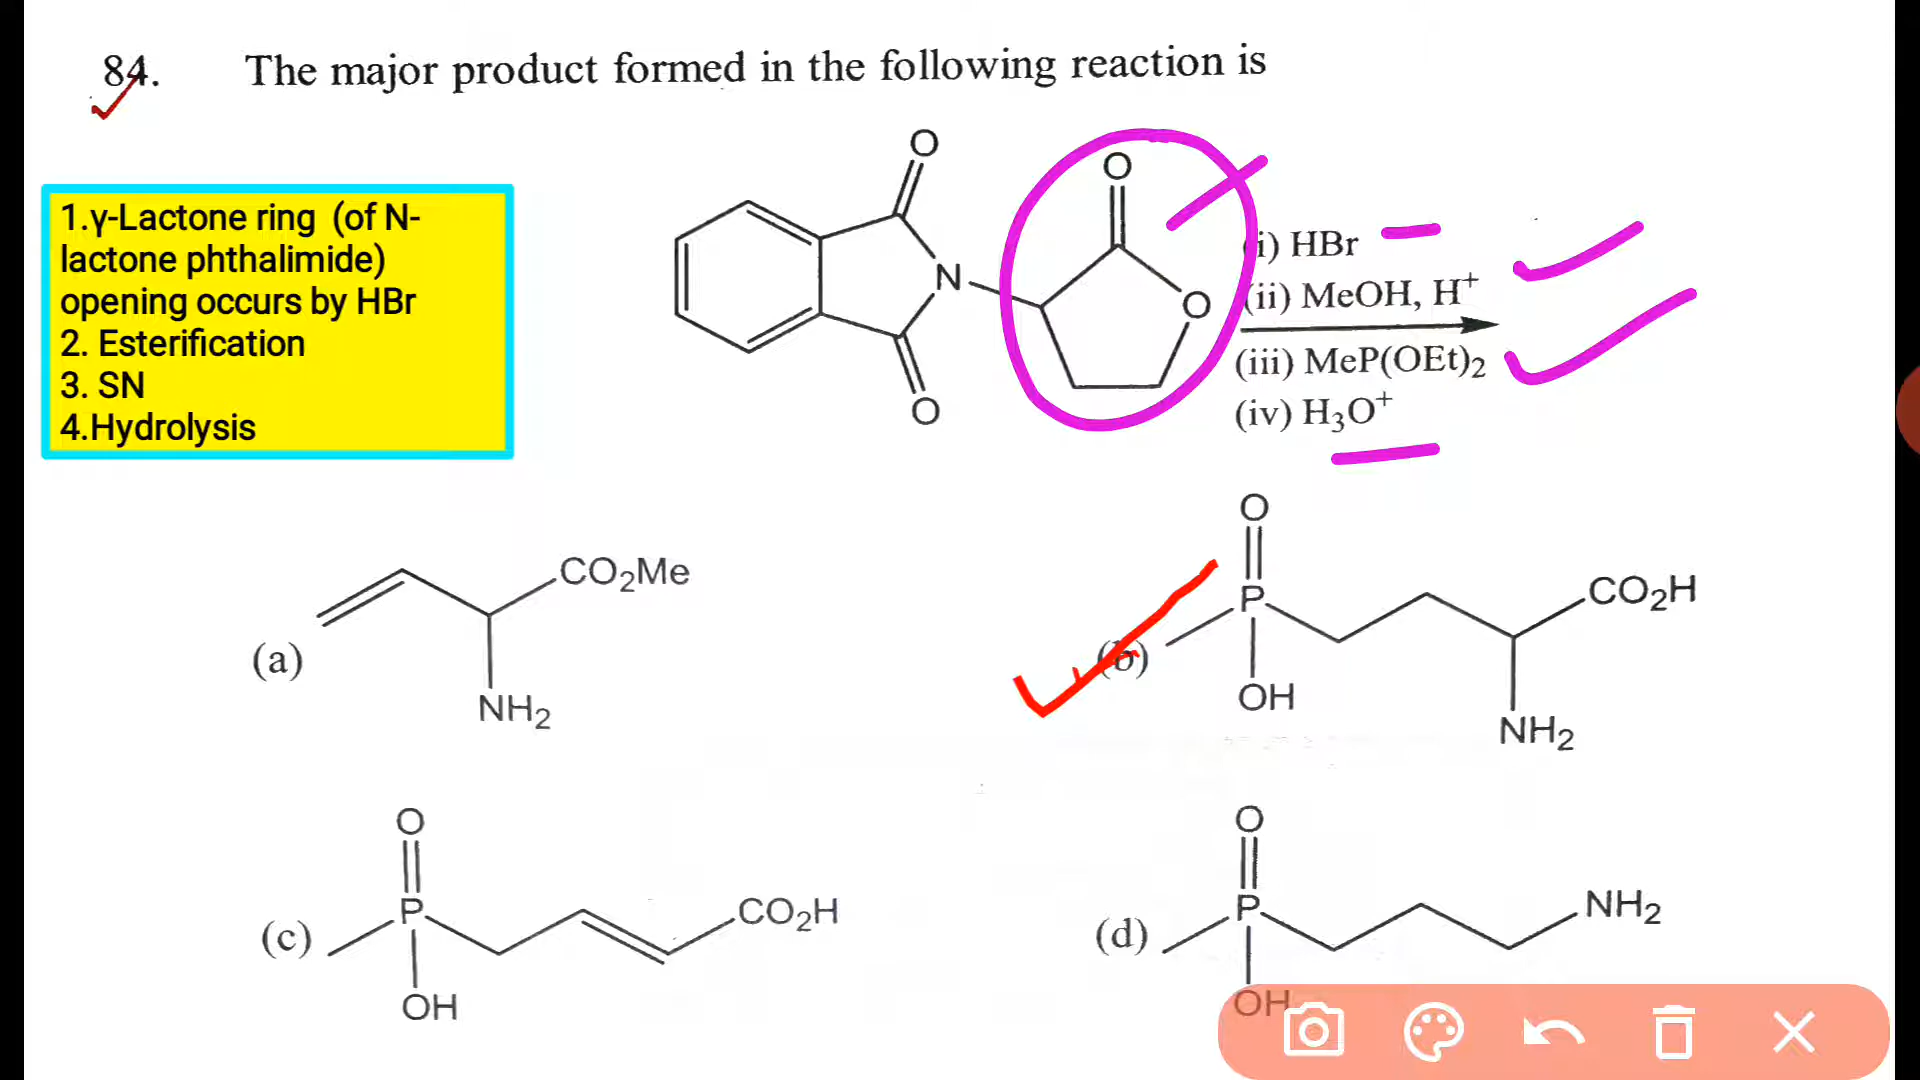 84. The major product formed in the following reaction is
1.γ-Lactone ring (of N-
lactone phthalimide)
opening occurs by HBr
2. Esterification
3. SN
4.Hydrolysis
O
O
N
O
O
(i) HBr
(ii) MeOH, H+
(iii) MeP(OEt)2
(iv) H3O+
(a)
CO2Me
NH2
(b)
O
P
OH
CO2H
NH2
(c)
O
P
OH
CO2H
(d)
O
P
OH
NH2